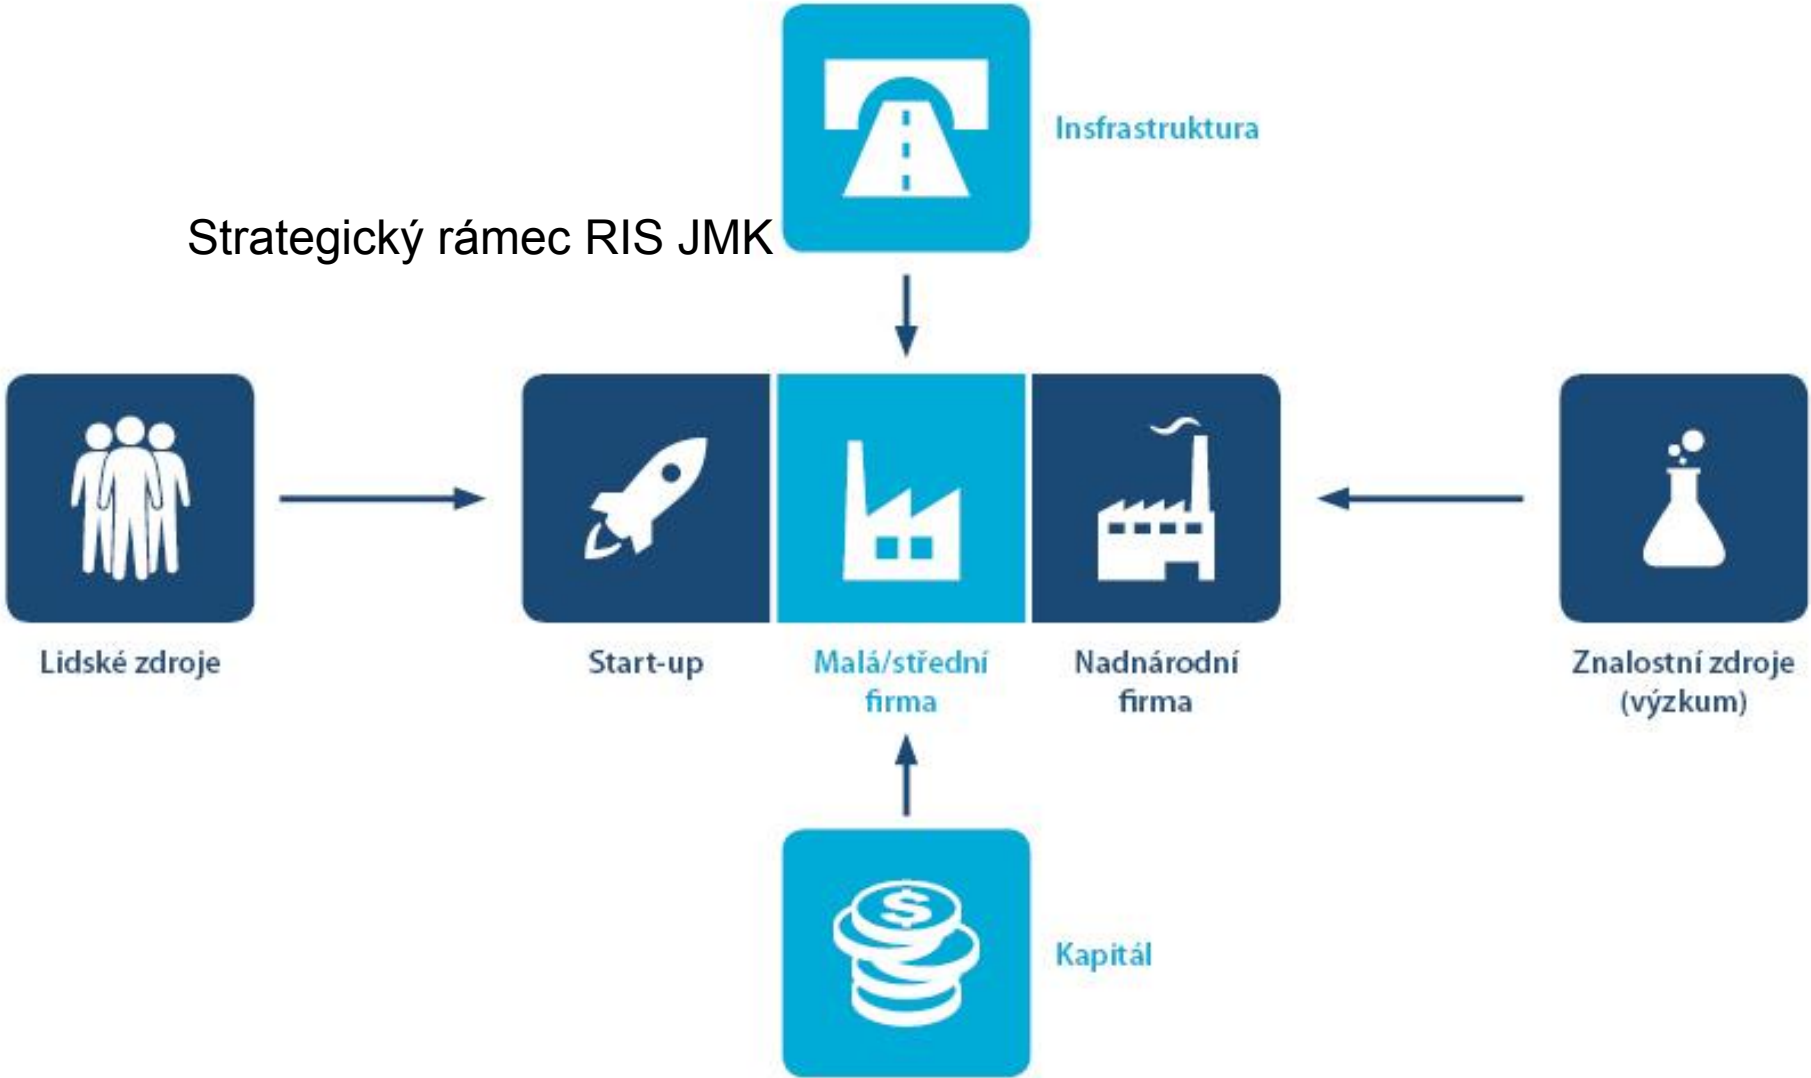 Insfrastruktura
Strategický rámec RIS JMK
Lidské zdroje
Start-up
Malá/střední
firma
Nadnárodní
firma
Znalostní zdroje
(výzkum)
$
Kapitál